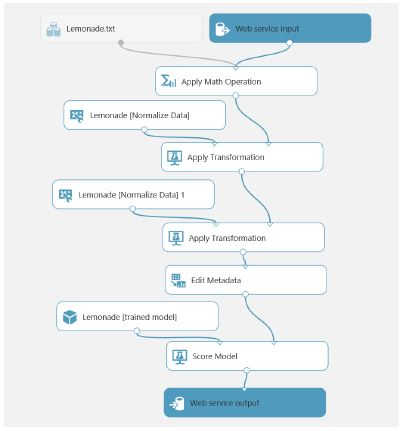 Lemonade.txt
Web service input
Apply Math Operation
Lemonade [Normalize Data]
Apply Transformation
Lemonade [Normalize Data] 1
Apply Transformation
Edit Metadata
Lemonade [trained model]
Score Model
Web service output